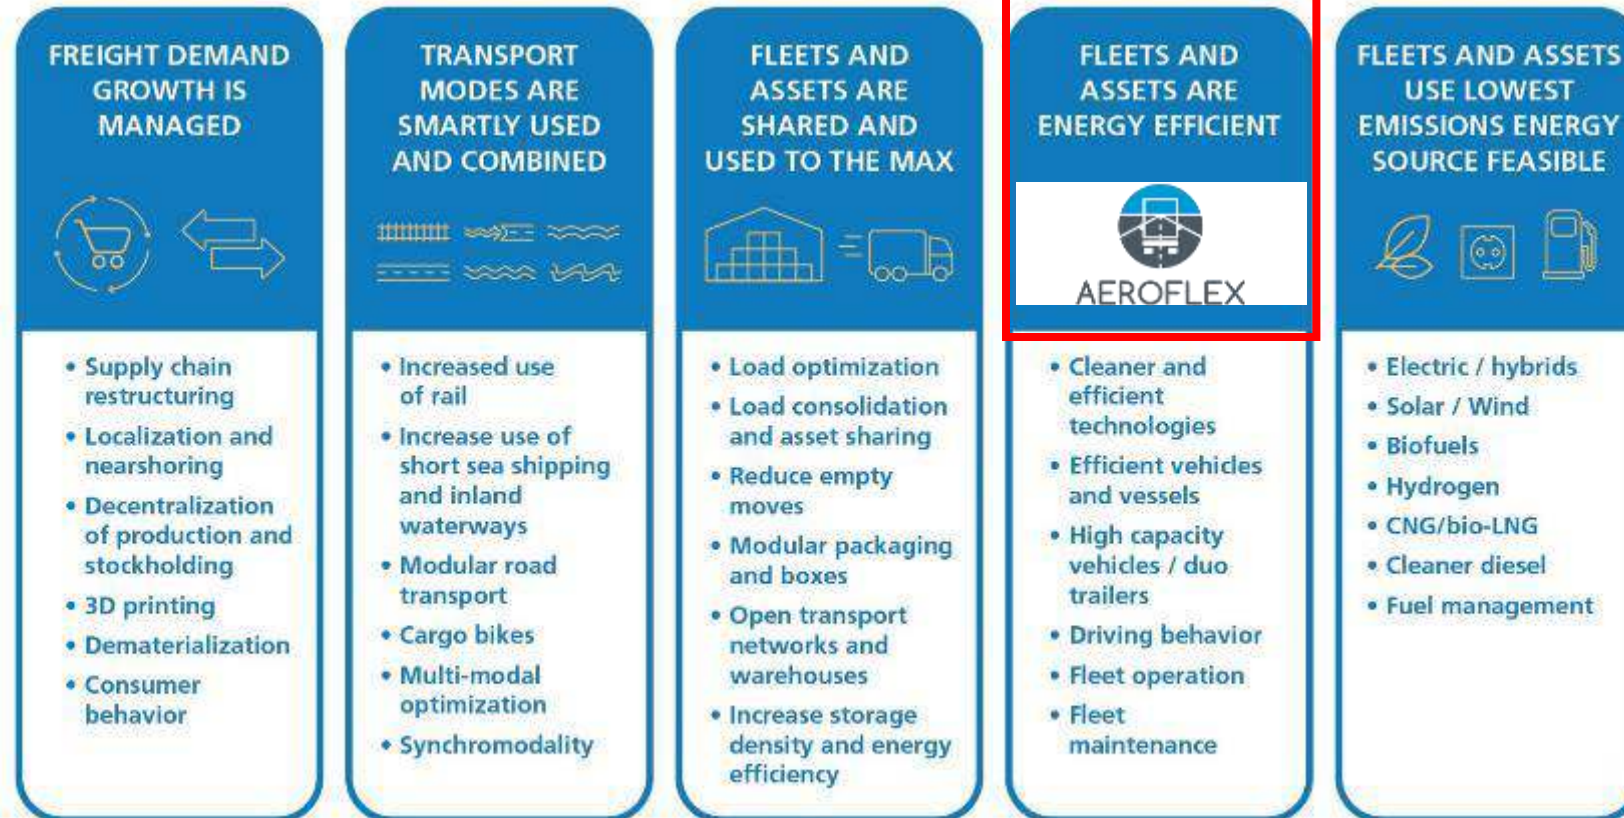 FREIGHT DEMAND
GROWTH IS
MANAGED
• Supply chain
restructuring
• Localization and
nearshoring
• Decentralization
of production and
stockholding
• 3D printing
• Dematerialization
• Consumer
behavior
TRANSPORT
MODES ARE
SMARTLY USED
AND COMBINED
• Increased use
of rail
• Increase use of
short sea shipping
and inland
waterways
• Modular road
transport
• Cargo bikes
• Multi-modal
optimization
• Synchromodality
FLEETS AND
ASSETS ARE
SHARED AND
USED TO THE MAX
• Load optimization
• Load consolidation
and asset sharing
• Reduce empty
moves
• Modular packaging
and boxes
• Open transport
networks and
warehouses
• Increase storage
density and energy
efficiency
FLEETS AND
ASSETS ARE
ENERGY EFFICIENT
AEROFLEX
• Cleaner and
efficient
technologies
• Efficient vehicles
and vessels
• High capacity
vehicles / duo
trailers
• Driving behavior
• Fleet operation
• Fleet
maintenance
FLEETS AND ASSETS
USE LOWEST
EMISSIONS ENERGY
SOURCE FEASIBLE
• Electric / hybrids
• Solar / Wind
• Biofuels
• Hydrogen
• CNG/bio-LNG
• Cleaner diesel
• Fuel management